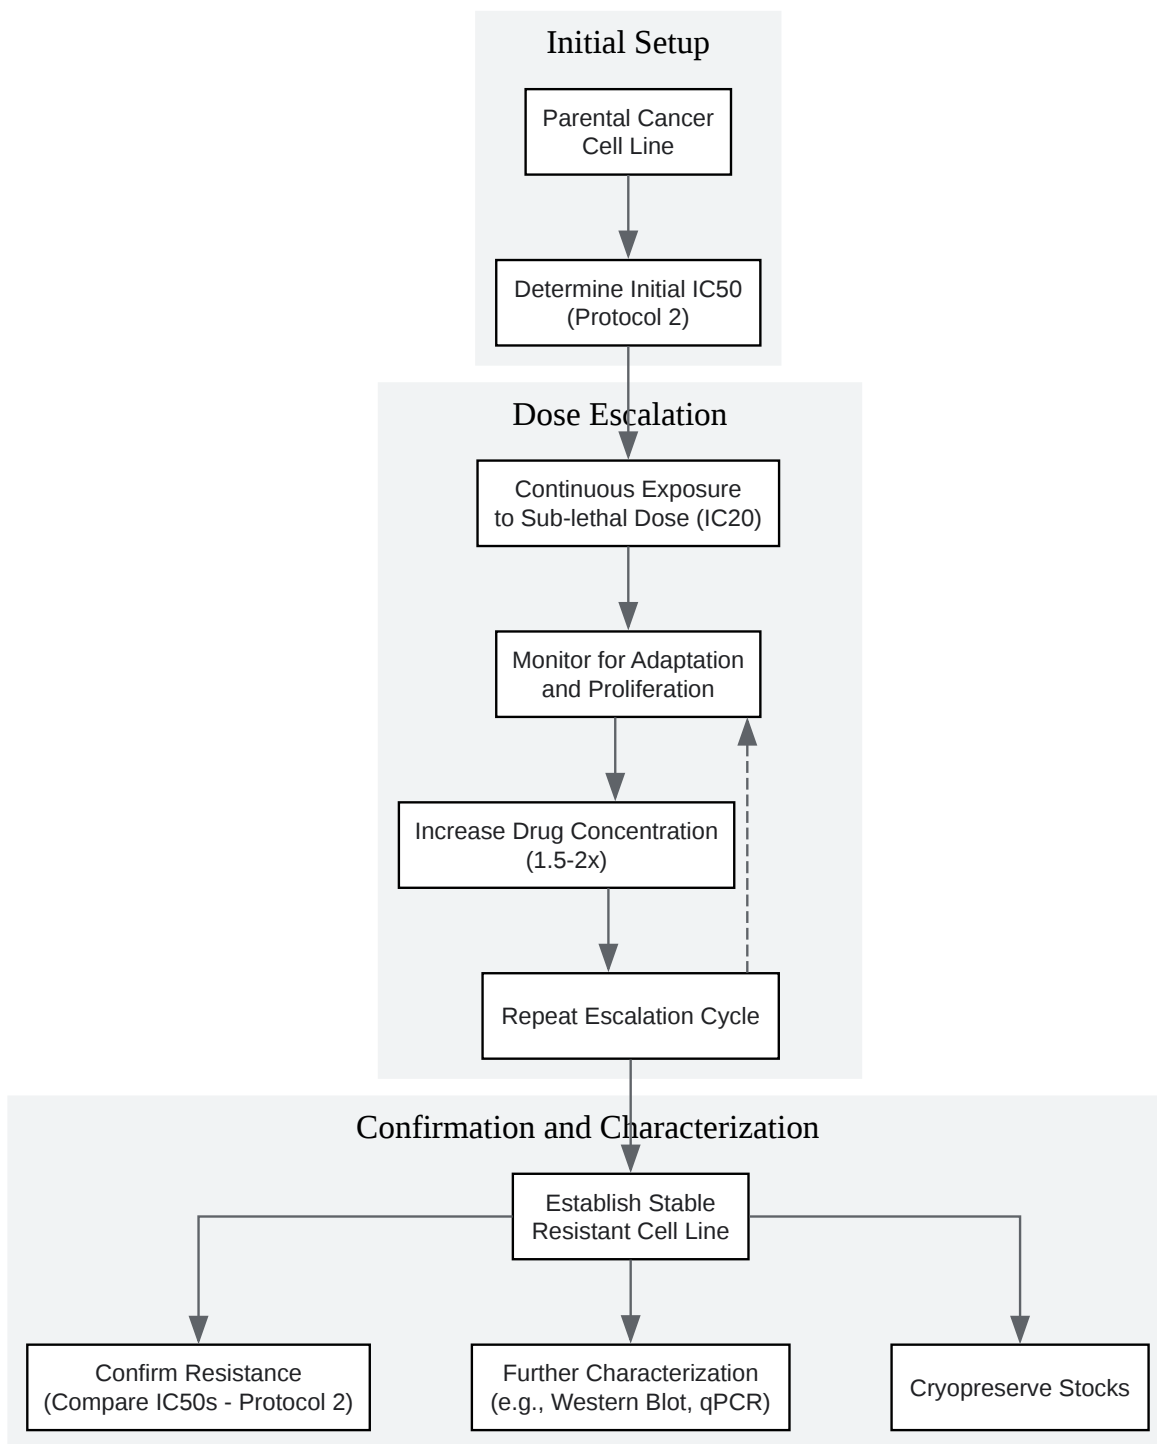 Initial Setup
Parental Cancer
Cell Line
Determine Initial IC50
(Protocol 2)
Dose Escalation
Continuous Exposure
to Sub-lethal Dose (IC20)
Monitor for Adaptation
and Proliferation
Increase Drug Concentration
(1.5-2x)
Repeat Escalation Cycle
Confirmation and Characterization
Establish Stable
Resistant Cell Line
Confirm Resistance
(Compare IC50s - Protocol 2)
Further Characterization
(e.g., Western Blot, qPCR)
Cryopreserve Stocks